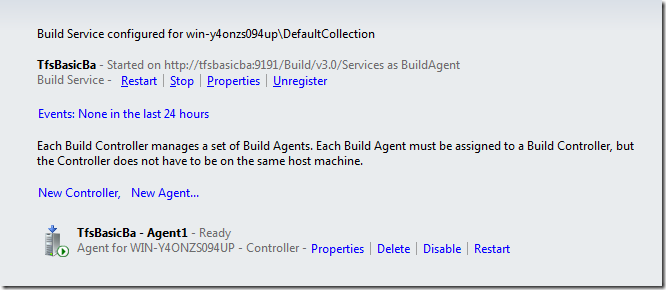 Build Service configured for win-y4onzs094up\DefaultCollection
TfsBasicBa - Started on http://tfsbasicba:9191/Build/v3.0/Services as BuildAgent
Build Service - Restart | Stop | Properties | Unregister
Events: None in the last 24 hours
Each Build Controller manages a set of Build Agents. Each Build Agent must be assigned to a Build Controller, but
the Controller does not have to be on the same host machine.
New Controller, New Agent...
TfsBasicBa - Agent1 - Ready
Agent for WIN-Y4ONZS094UP - Controller - Properties | Delete | Disable | Restart